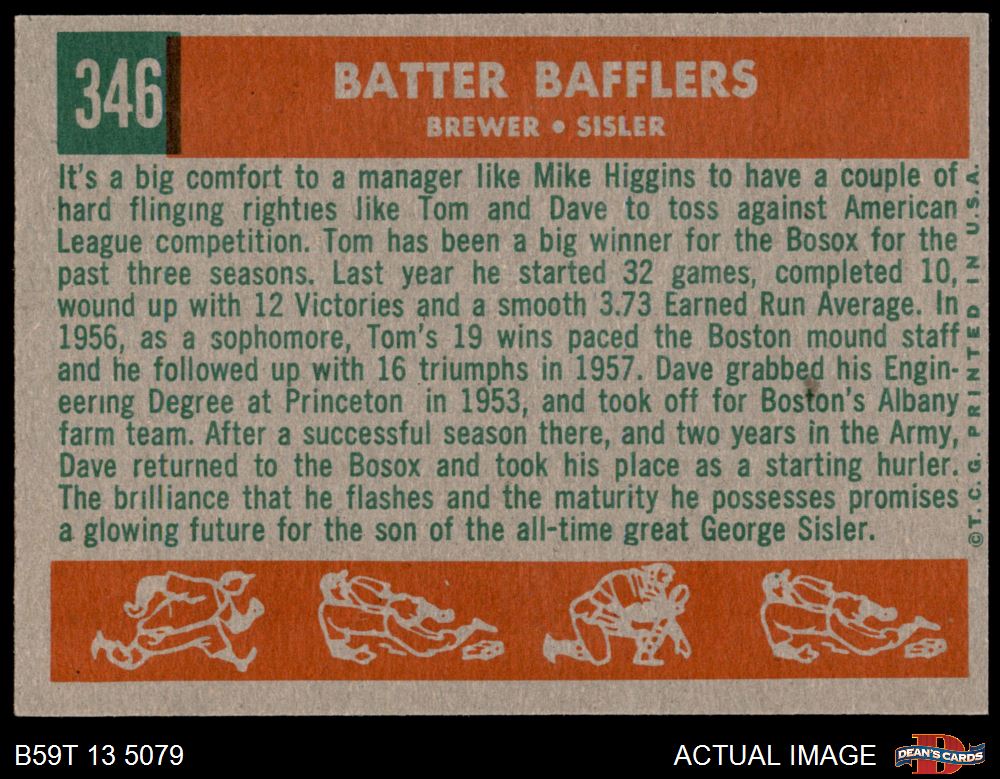 346
BATTER BAFFLERS
BREWER • SISLER
It's a big comfort to a manager like Mike Higgins to have a couple of
hard flinging righties like Tom and Dave to toss against American
League competition. Tom has been a big winner for the Bosox for the
past three seasons. Last year he started 32 games, completed 10,
wound up with 12 Victories and a smooth 3.73 Earned Run Average. In
1956, as a sophomore, Tom's 19 wins paced the Boston mound staff
and he followed up with 16 triumphs in 1957. Dave grabbed his Engin-
eering Degree at Princeton in 1953, and took off for Boston's Albany
farm team. After a successful season there, and two years in the Army,
Dave returned to the Bosox and took his place as a starting hurler.
The brilliance that he flashes and the maturity he possesses promises
a glowing future for the son of the all-time great George Sisler.
©T. C. G. PRINTED IN U.S.A.
B59T 13 5079
ACTUAL IMAGE
DEAN'S CARDS